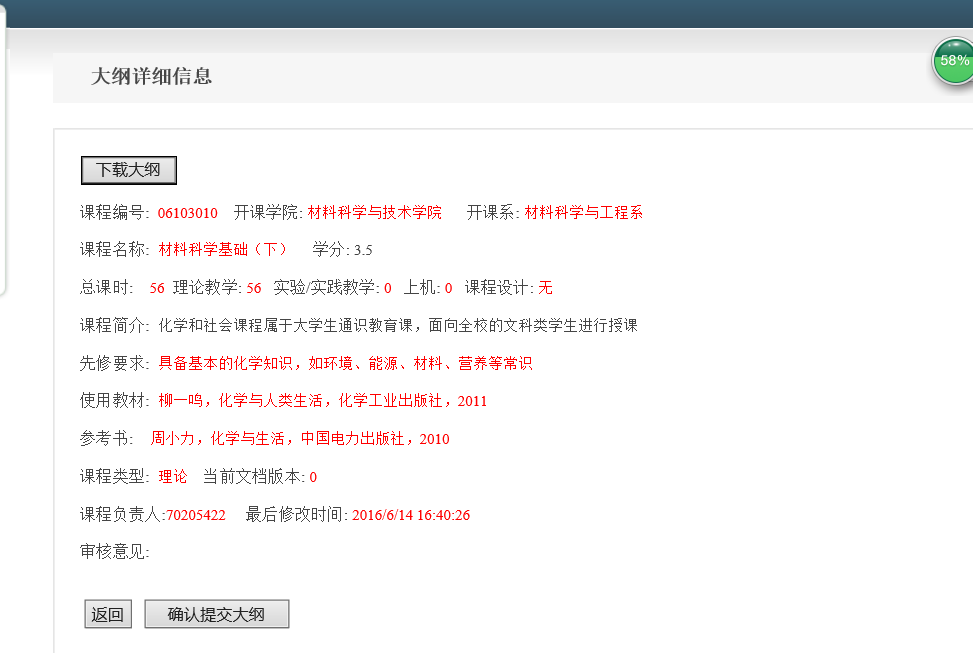 58%
大纲详细信息
下载大纲
课程编号: 06103010 开课学院: 材料科学与技术学院 开课系: 材料科学与工程系
课程名称: 材料科学基础（下） 学分: 3.5
总课时: 56 理论教学: 56 实验/实践教学: 0 上机: 0 课程设计: 无
课程简介: 化学和社会课程属于大学生通识教育课，面向全校的文科类学生进行授课
先修要求: 具备基本的化学知识，如环境、能源、材料、营养等常识
使用教材: 柳一鸣，化学与人类生活，化学工业出版社，2011
参考书: 周小力，化学与生活，中国电力出版社，2010
课程类型: 理论 当前文档版本: 0
课程负责人:70205422 最后修改时间: 2016/6/14 16:40:26
审核意见:
返回 确认提交大纲